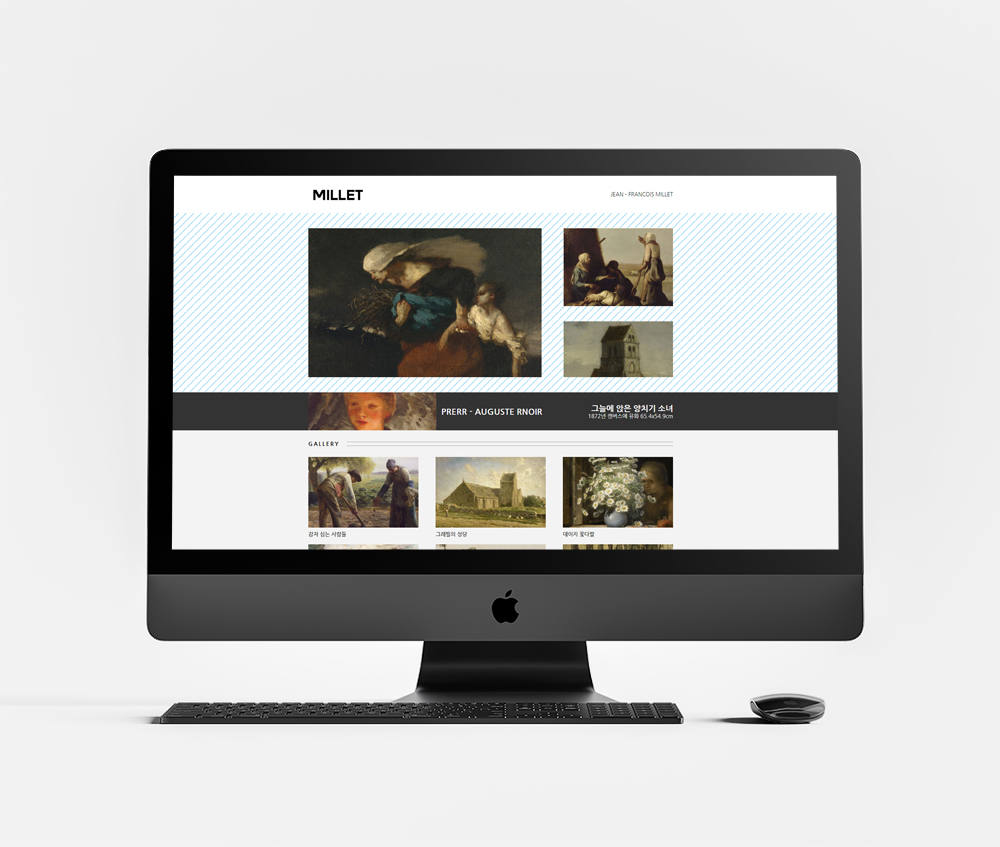 MILLET
JEAN - FRANCOIS MILLET
PRERR - AUGUSTE RNOIR
그늘에 앉은 양치기 소녀
1872년 캔버스에 유화 65.4x54.9cm
GALLERY
감자 심는 사람들
그레빌의 성당
데이지 꽃다발